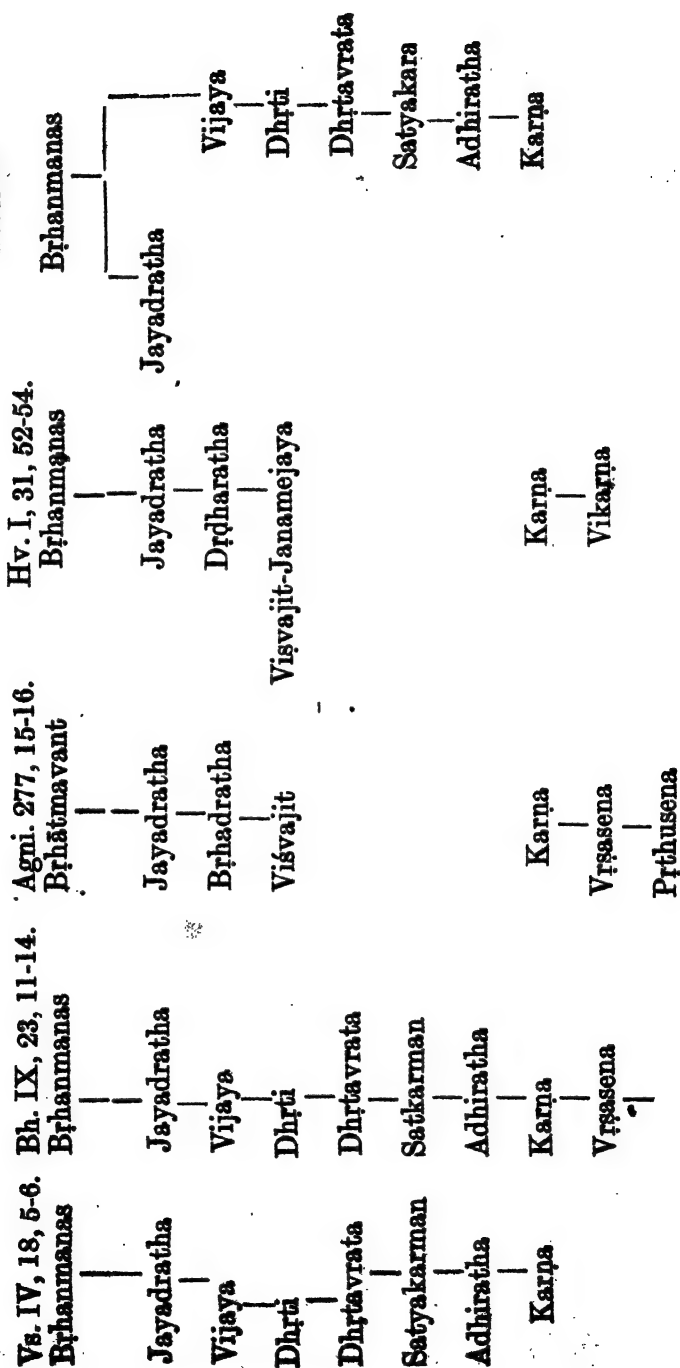 Vs. IV, 18, 5-6.
Bṛhanmanas
Jayadratha
Vijaya
Dhṛti
Dhṛtavrata
Satyakarman
Adhiratha
Karṇa
Bh. IX, 23, 11-14.
Bṛhanmanas
Jayadratha
Vijaya
Dhṛti
Dhṛtavrata
Satkarman
Adhiratha
Karṇa
Vṛṣasena
Agni. 277, 15-16.
Bṛhātmavant
Jayadratha
Bṛhadratha
Viśvajit
Karṇa
Vṛṣasena
Pṛthusena
Hv. I, 31, 52-54.
Bṛhanmanas
Jayadratha
Dṛḍharatha
Viṣvajit-Janamejaya
Karṇa
Vikarṇa
Bṛhanmanas
Jayadratha
Vijaya
Dhṛti
Dhṛtavrata
Satyakara
Adhiratha
Karṇa